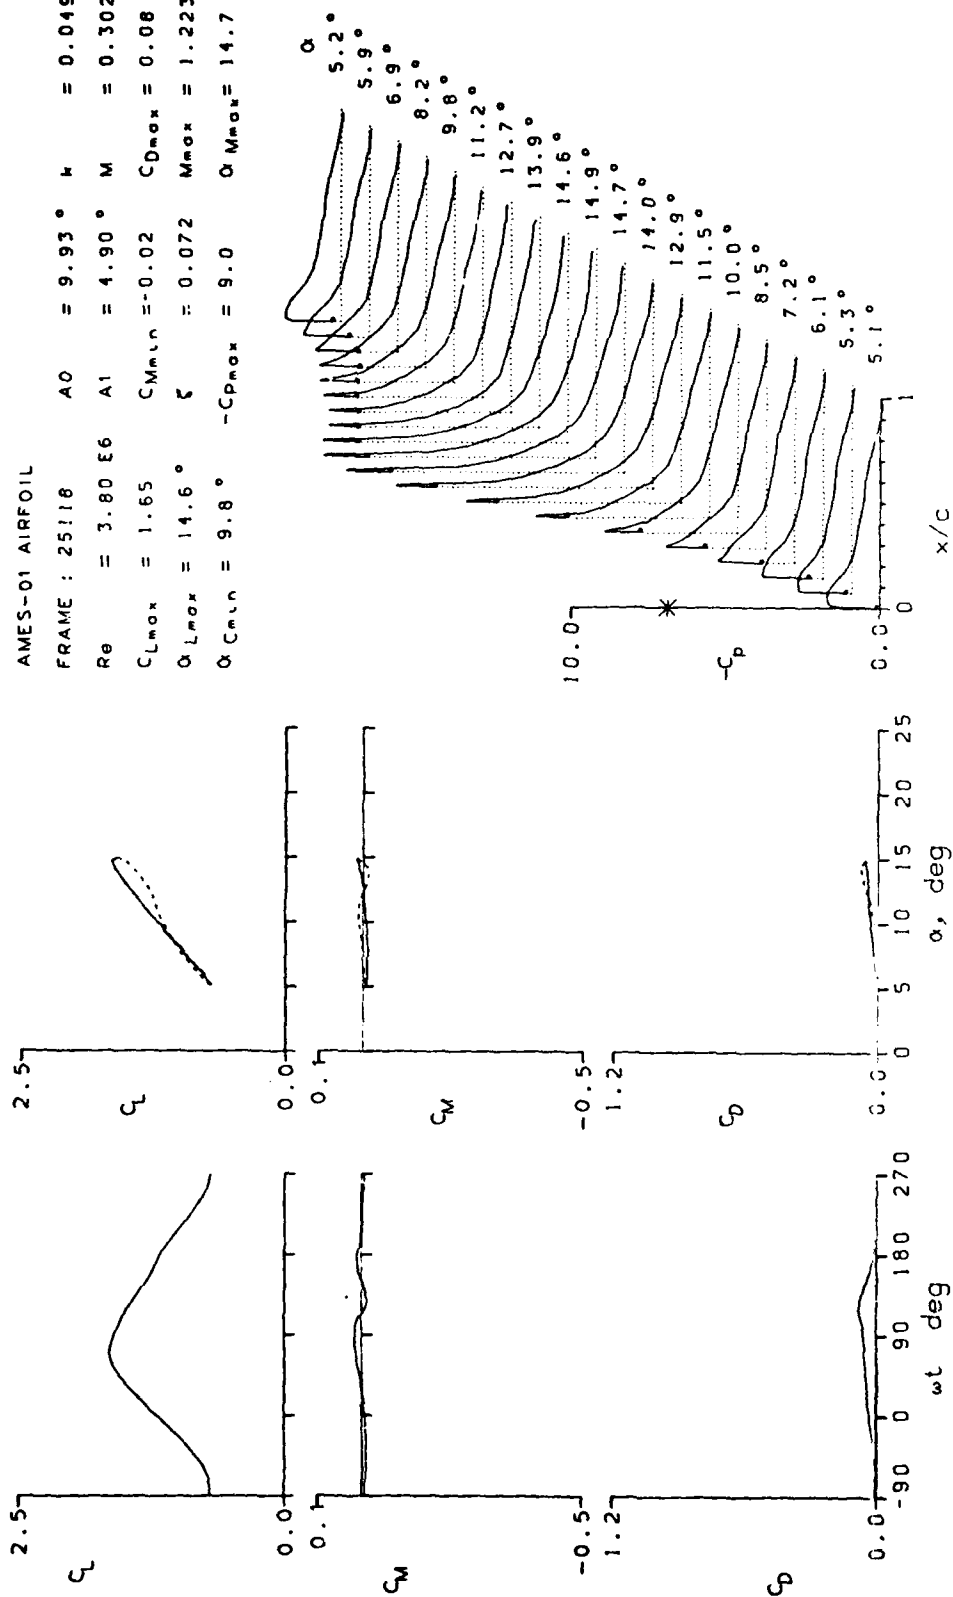 AMES-01 AIRFOIL
FRAME : 25118 A0 = 9.93° k = 0.049
Re = 3.80 E6 A1 = 4.90° M = 0.302
CLmax = 1.65 CMmin =-0.02 CDmax = 0.08
αLmax = 14.6° ζ = 0.072 Mmax = 1.223
αCmin = 9.8° -CPmax = 9.0 αMmax = 14.7
α
5.2°
5.9°
6.9°
8.2°
9.8°
11.2°
12.7°
13.9°
14.6°
14.9°
14.7°
14.0°
12.9°
11.5°
10.0°
8.5°
7.2°
6.1°
5.3°
5.1°
10.0
-Cp
0.0
0 1
x/c
2.5
CL
0.0
0.1
CM
-0.5
1.2
CD
0.0
0 5 10 15 20 25
α, deg
2.5
CL
0.0
0.1
CM
-0.5
1.2
CD
0.0
-90 0 90 180 270
ωt deg